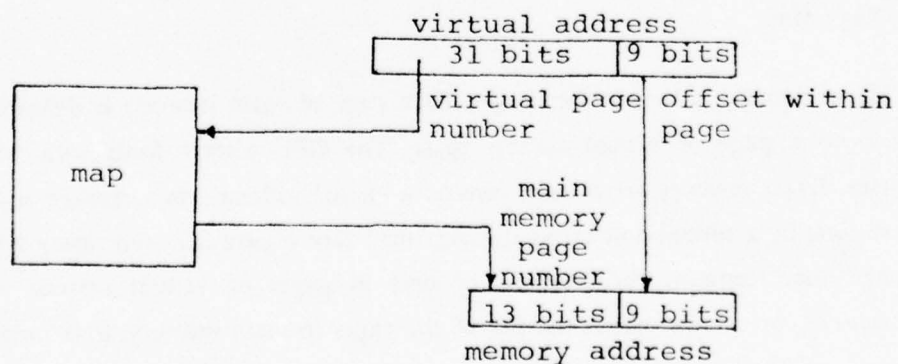 virtual address
31 bits 9 bits
virtual page number
offset within page
map
main memory page number
13 bits 9 bits
memory address